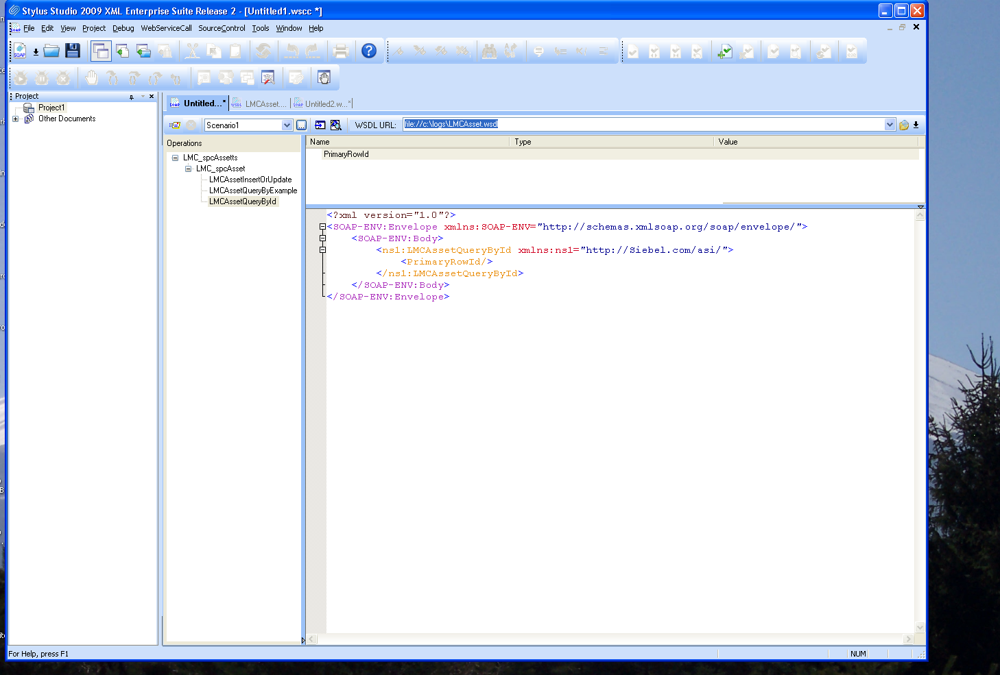 Stylus Studio 2009 XML Enterprise Suite Release 2 - [Untitled1.wscc *]
File Edit View Project Debug WebServiceCall SourceControl Tools Window Help
SOAP
Project
Project1
Other Documents
Untitled...* LMCAsset.... Untitled2.w...*
Scenario1 WSDL URL: file://c:\logs\LMCAsset.wsdl
Operations
LMC_spcAssetts
LMC_spcAsset
LMCAssetInsertOrUpdate
LMCAssetQueryByExample
LMCAssetQueryById
Name Type Value
PrimaryRowId
<?xml version="1.0"?>
<SOAP-ENV:Envelope xmlns:SOAP-ENV="http://schemas.xmlsoap.org/soap/envelope/">
<SOAP-ENV:Body>
<ns1:LMCAssetQueryById xmlns:ns1="http://Siebel.com/asi/">
<PrimaryRowId/>
</ns1:LMCAssetQueryById>
</SOAP-ENV:Body>
</SOAP-ENV:Envelope>
For Help, press F1
NUM